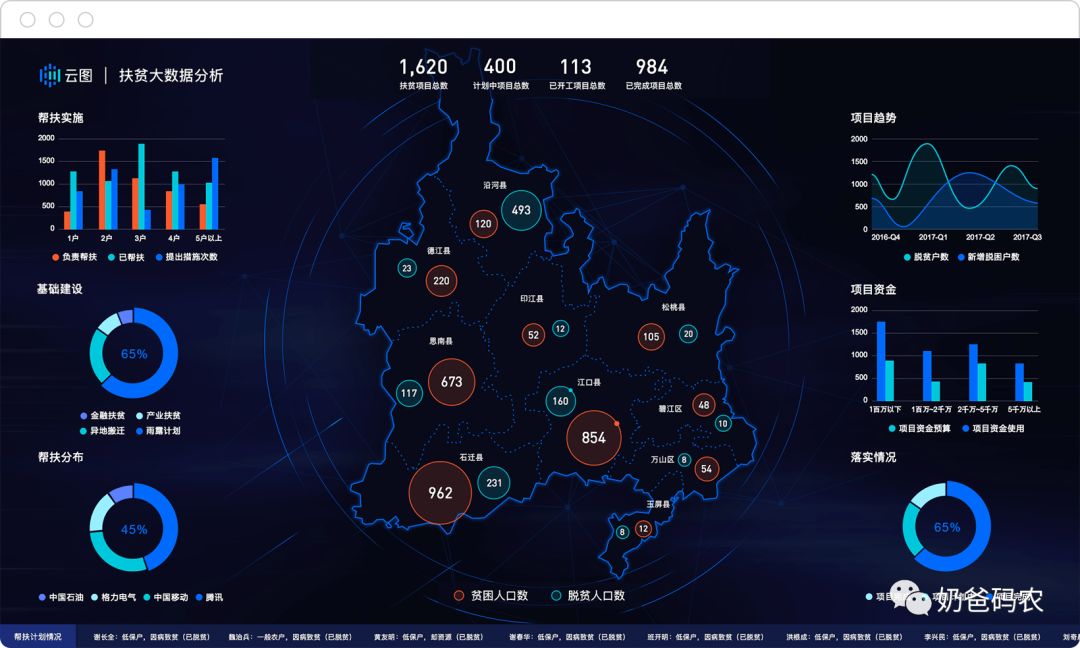 云图 | 扶贫大数据分析
1,620 400 113 984
扶贫项目总数 计划中项目总数 已开工项目总数 已完成项目总数
帮扶实施
2000
1500
1000
500
0
1户 2户 3户 4户 5户以上
负责帮扶 已帮扶 提出措施次数
基础建设
65%
金融扶贫 产业扶贫
异地搬迁 雨露计划
帮扶分布
45%
中国石油 格力电气 中国移动 腾讯
沿河县
493
120
德江县
23
220
印江县
52
12
松桃县
105
20
思南县
117
673
江口县
160
854
碧江区
48
10
石迁县
962
231
万山区
8
54
玉屏县
8
12
贫困人口数 脱贫人口数
项目趋势
2000
1500
1000
500
0
2016-Q4 2017-Q1 2017-Q2 2017-Q3
脱贫户数 新增脱困户数
项目资金
2000
1500
1000
500
0
1百万以下 1百万~2千万 2千万~5千万 5千万以上
项目资金预算 项目资金使用
落实情况
65%
奶爸码农
帮扶计划情况 谢长全：低保户，因病致贫（已脱贫） 魏治兵：一般农户，因病致贫（已脱贫） 黄友明：低保户，却资源（已脱贫） 谢春华：低保户，因病致贫（已脱贫） 班开明：低保户，因病致贫（已脱贫） 洪根成：低保户，因病致贫（已脱贫） 李兴民：低保户，因病致贫（已脱贫）